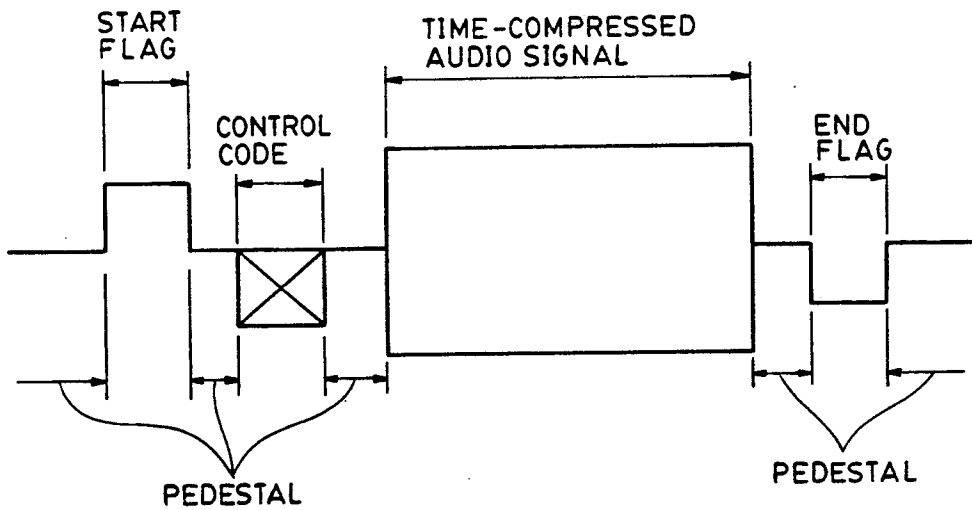 START
FLAG
TIME-COMPRESSED
AUDIO SIGNAL
CONTROL
CODE
END
FLAG
PEDESTAL
PEDESTAL